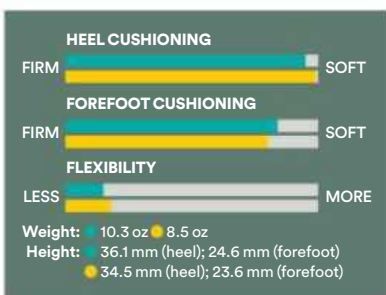 HEEL CUSHIONING
FIRM SOFT
FOREFOOT CUSHIONING
FIRM SOFT
FLEXIBILITY
LESS MORE
Weight: 10.3 oz 8.5 oz
Height: 36.1 mm (heel); 24.6 mm (forefoot)
34.5 mm (heel); 23.6 mm (forefoot)